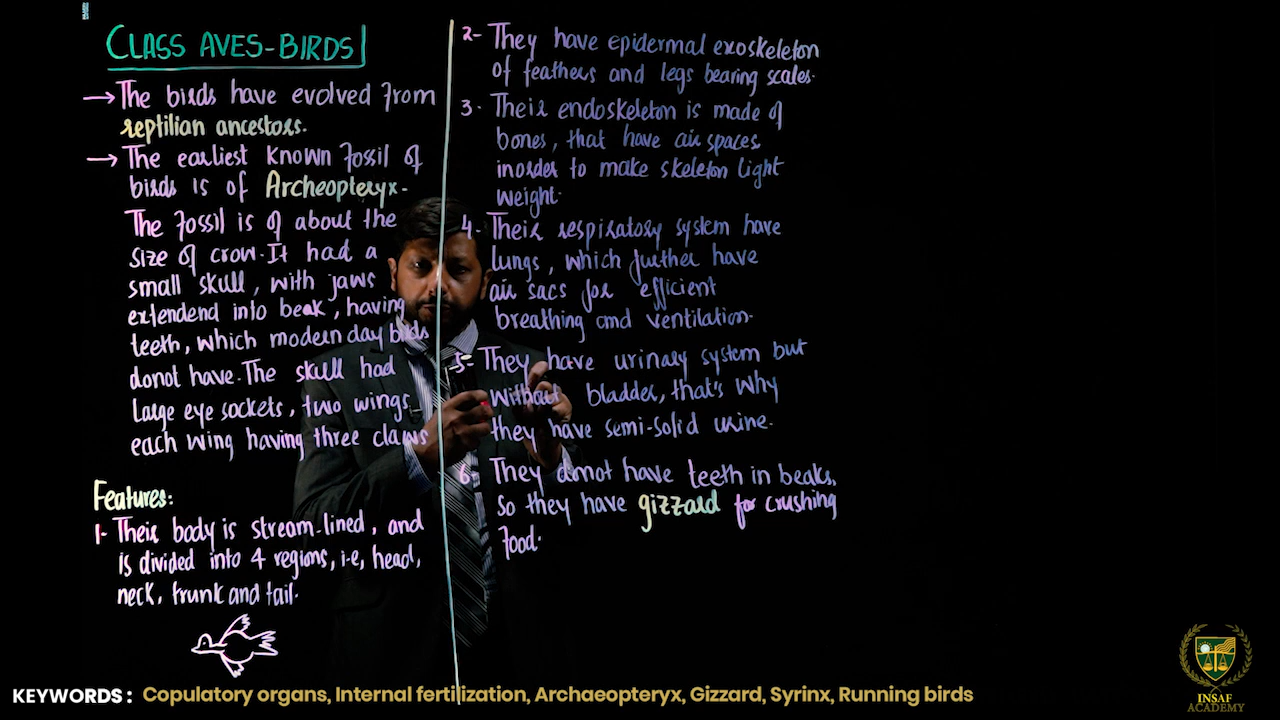 CLASS AVES-BIRDS
→ The birds have evolved from
reptilian ancestors.
→ The earliest known fossil of
birds is of Archeopteryx.
The fossil is of about the
size of crow. It had a
small skull, with jaws
extendend into beak, having
teeth, which modern day birds
donot have. The skull had
large eye sockets, two wings
each wing having three claws
Features:
1- Their body is stream-lined, and
is divided into 4 regions, i-e, head,
neck, trunk and tail.
2- They have epidermal exoskeleton
of feathers and legs bearing scales.
3- Their endoskeleton is made of
bones, that have air spaces
inorder to make skeleton light
weight.
4- Their respiratory system have
lungs, which further have
air sacs for efficient
breathing and ventilation.
5- They have urinary system but
without bladder, that's why
they have semi-solid urine.
6- They donot have teeth in beaks,
so they have gizzard for crushing
food.
KEYWORDS : Copulatory organs, Internal fertilization, Archaeopteryx, Gizzard, Syrinx, Running birds
INSAF
ACADEMY